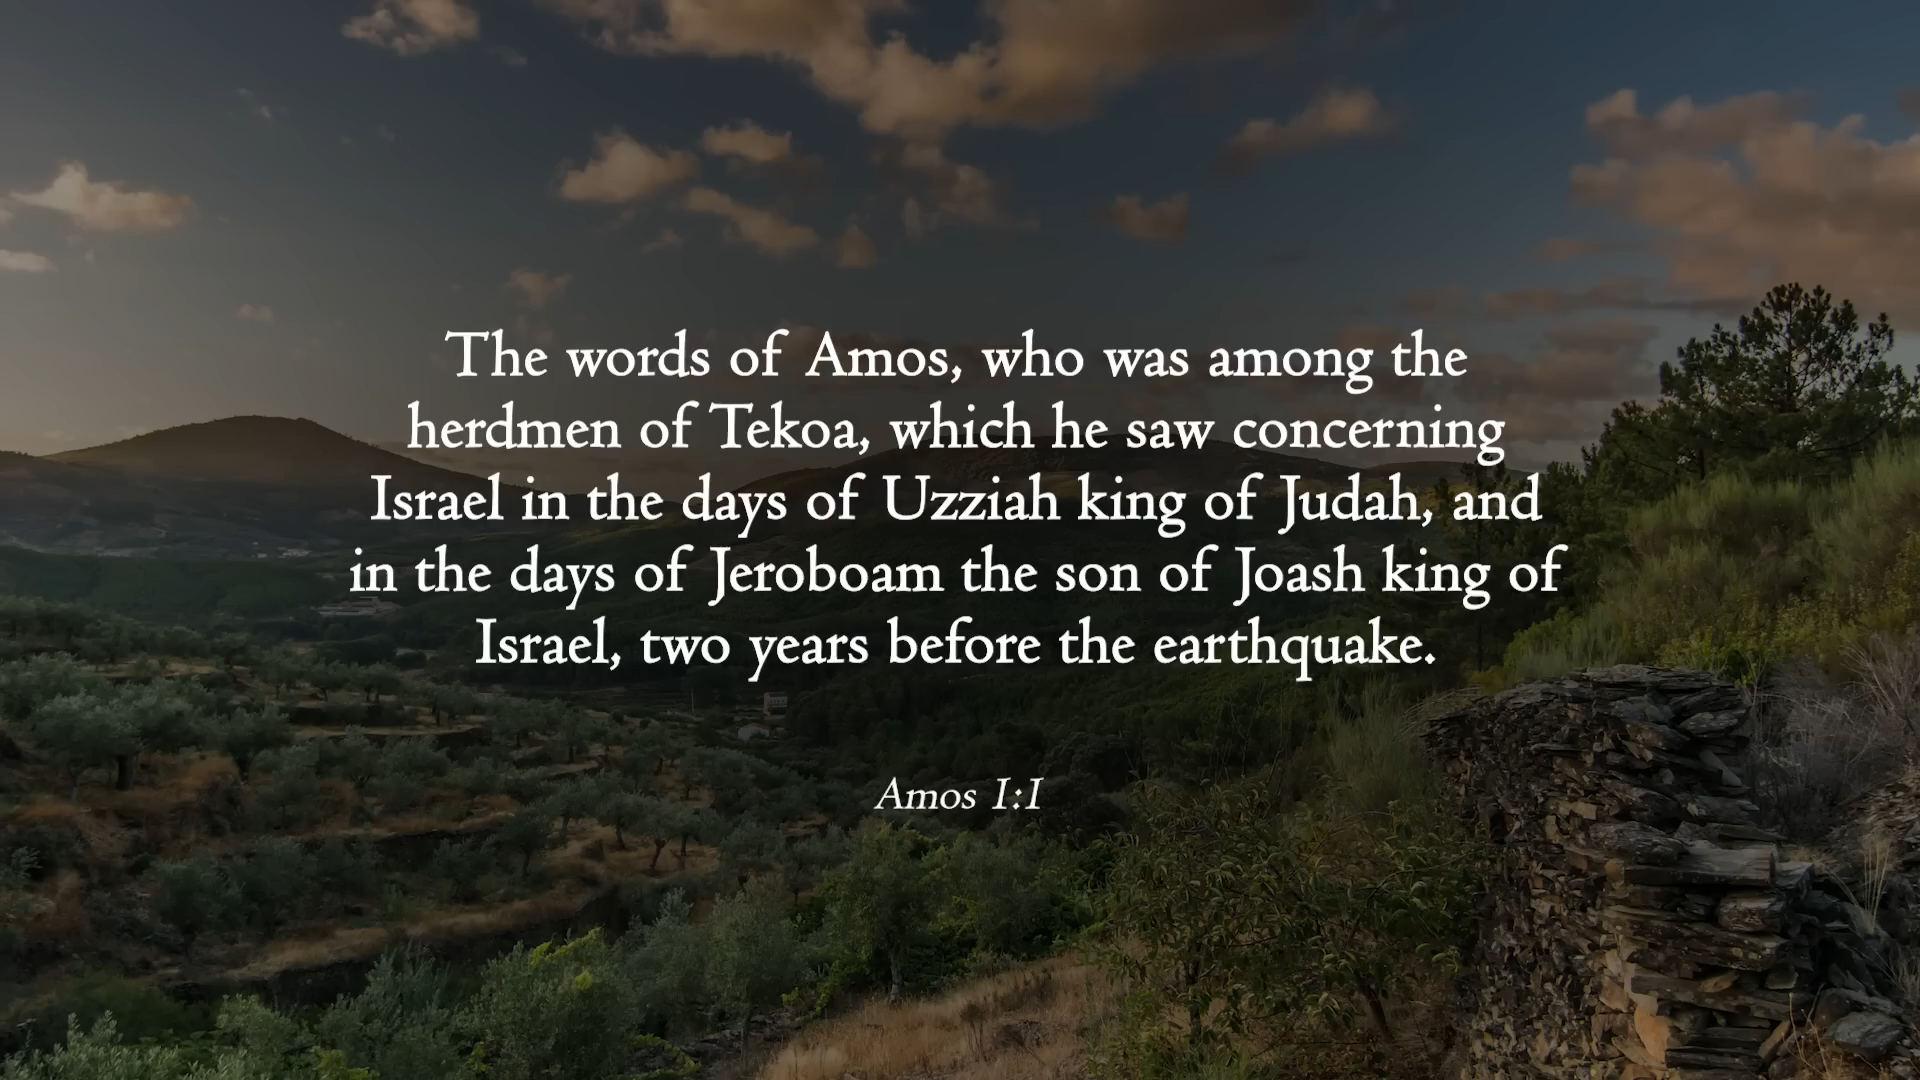 The words of Amos, who was among the
herdmen of Tekoa, which he saw concerning
Israel in the days of Uzziah king of Judah, and
in the days of Jeroboam the son of Joash king of
Israel, two years before the earthquake.
Amos 1:1